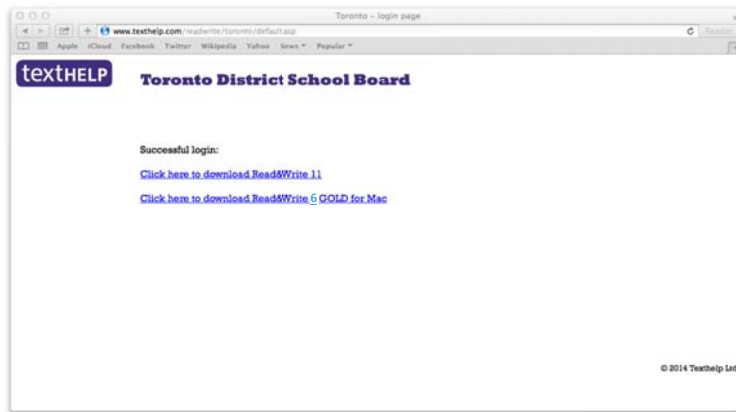 Toronto – login page
www.texthelp.com/readwrite/toronto/default.asp
Reader
Apple iCloud Facebook Twitter Wikipedia Yahoo News Popular
textHELP
Toronto District School Board
Successful login:
Click here to download Read&Write 11
Click here to download Read&Write 6 GOLD for Mac
© 2014 Texthelp Ltd